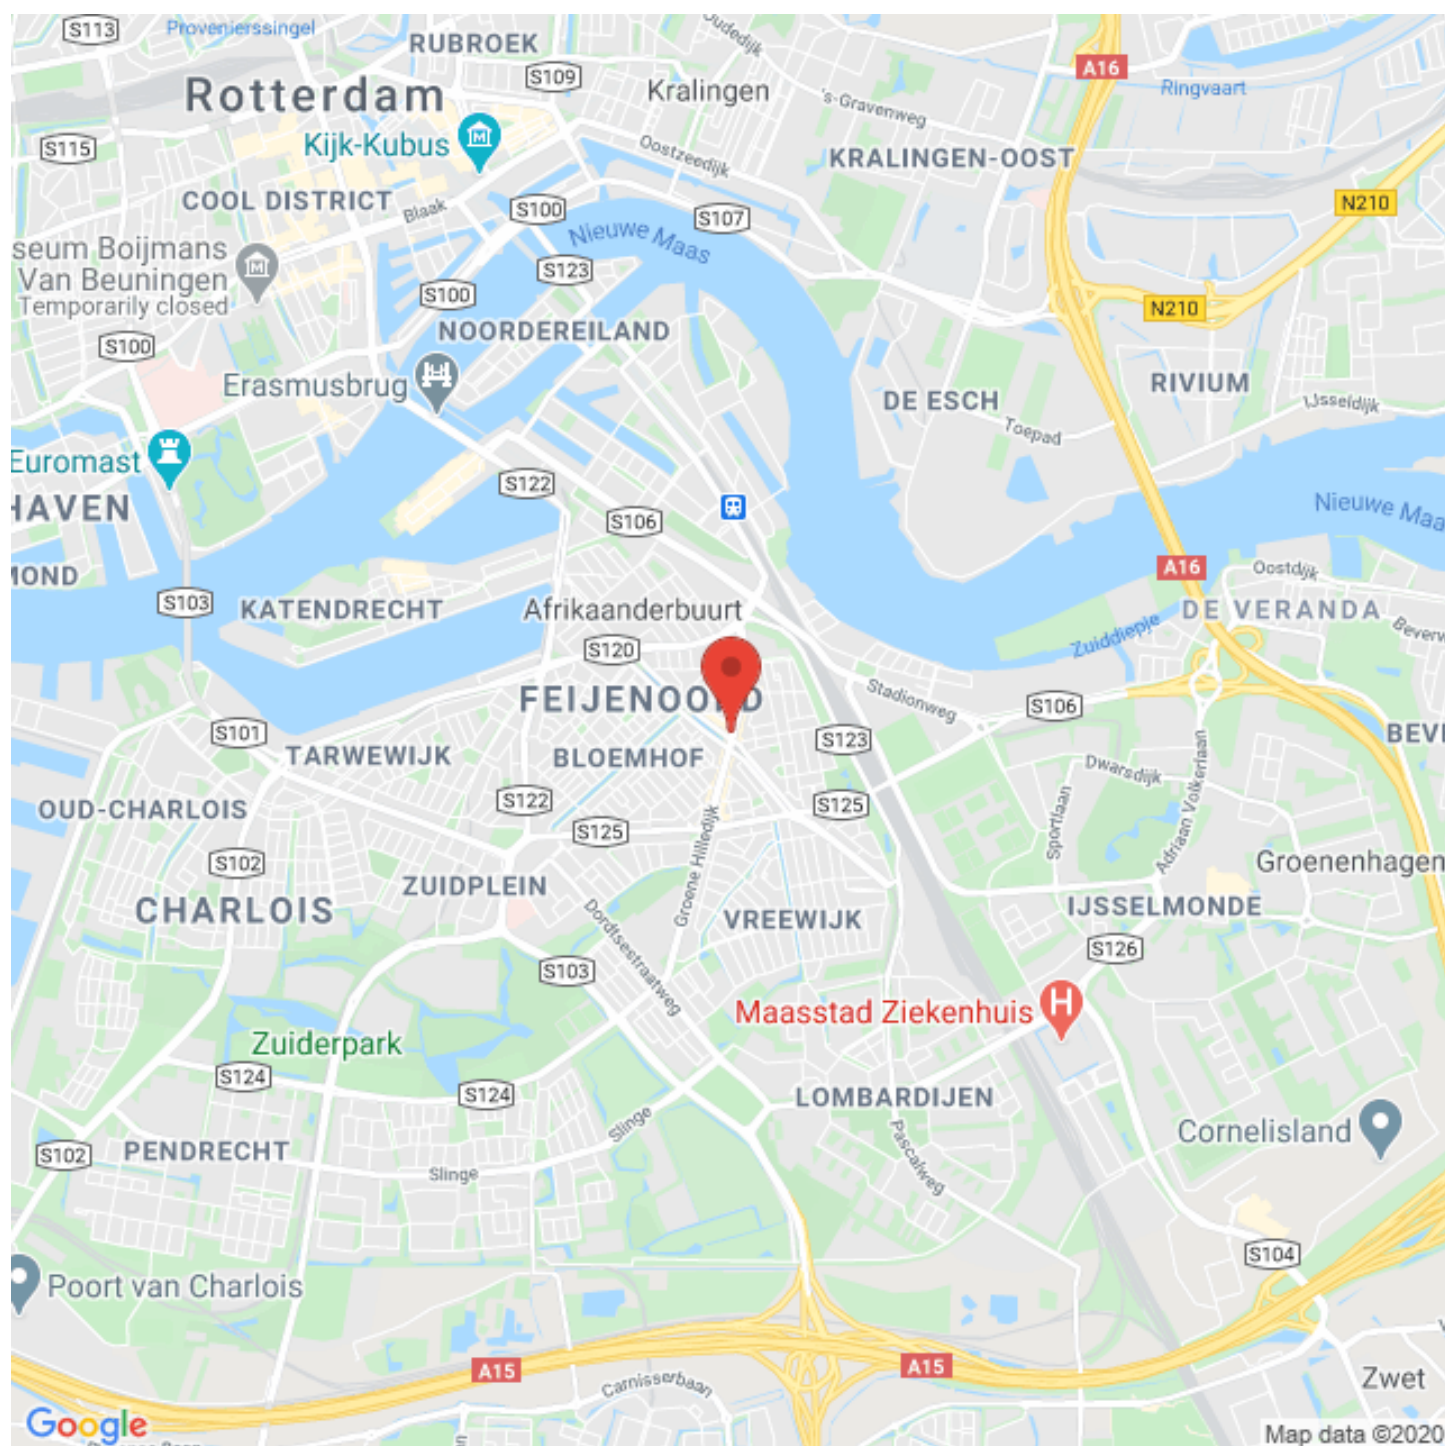 S113
Provenierssingel
RUBROEK
A16
S109
Rotterdam
Kralingen
Oudedijk
's-Gravenweg
Ringvaart
Kijk-Kubus
S115
Oostzeedijk
KRALINGEN-OOST
COOL DISTRICT
Blaak
S100
S107
N210
Nieuwe Maas
seum Boijmans
Van Beuningen
Temporarily closed
S123
S100
N210
NOORDEREILAND
S100
Erasmusbrug
RIVIUM
DE ESCH
IJsseldijk
Toepad
Euromast
S122
HAVEN
S106
Nieuwe Maa
A16
Oostdijk
MOND
S103
KATENDRECHT
Afrikaanderbuurt
DE VERANDA
Zuiddiepje
Beverw
S120
FEIJENOORD
Stadionweg
S106
S101
S123
BEVE
TARWEWIJK
BLOEMHOF
Dwarsdijk
Adriaan Volkerlaan
S122
S125
OUD-CHARLOIS
Sportlaan
S125
Groene Hilledijk
S102
Groenenhagen
ZUIDPLEIN
CHARLOIS
Dordtsestraatweg
VREEWIJK
IJSSELMONDE
S126
S103
Maasstad Ziekenhuis
Zuiderpark
S124
S124
LOMBARDIJEN
Slinge
Cornelisland
PENDRECHT
S102
Slinge
Pascalweg
S104
Poort van Charlois
A15
A15
Carnisserbaan
Zwet
Google
Map data ©2020